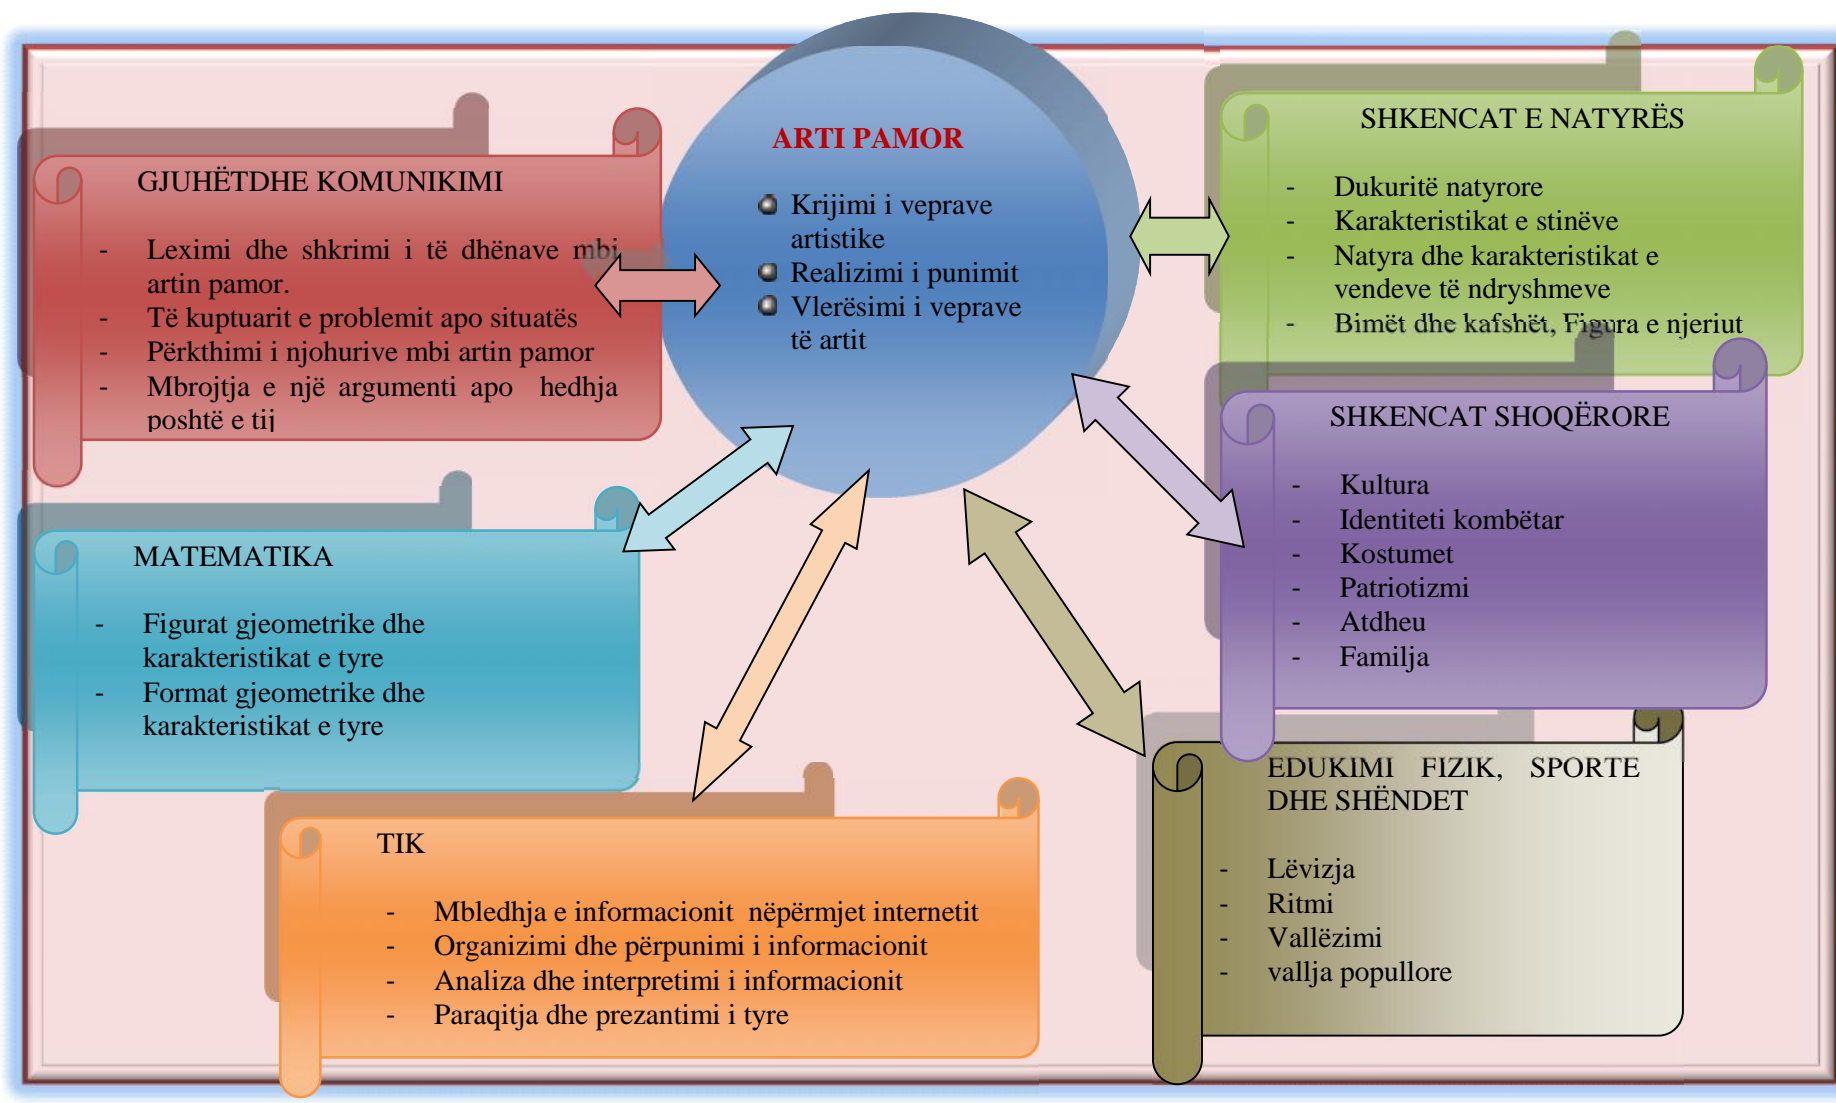 ARTI PAMOR
Krijimi i veprave
artistike
Realizimi i punimit
Vlerësimi i veprave
të artit
GJUHËTDHE KOMUNIKIMI
- Leximi dhe shkrimi i të dhënave mbi
artin pamor.
- Të kuptuarit e problemit apo situatës
- Përkthimi i njohurive mbi artin pamor
- Mbrojtja e një argumenti apo hedhja
poshtë e tij
SHKENCAT E NATYRËS
- Dukuritë natyrore
- Karakteristikat e stinëve
- Natyra dhe karakteristikat e
vendeve të ndryshmeve
- Bimët dhe kafshët, Figura e njeriut
SHKENCAT SHOQËRORE
- Kultura
- Identiteti kombëtar
- Kostumet
- Patriotizmi
- Atdheu
- Familja
MATEMATIKA
- Figurat gjeometrike dhe
karakteristikat e tyre
- Format gjeometrike dhe
karakteristikat e tyre
TIK
- Mbledhja e informacionit nëpërmjet internetit
- Organizimi dhe përpunimi i informacionit
- Analiza dhe interpretimi i informacionit
- Paraqitja dhe prezantimi i tyre
EDUKIMI FIZIK, SPORTE
DHE SHËNDET
- Lëvizja
- Ritmi
- Vallëzimi
- vallja popullore